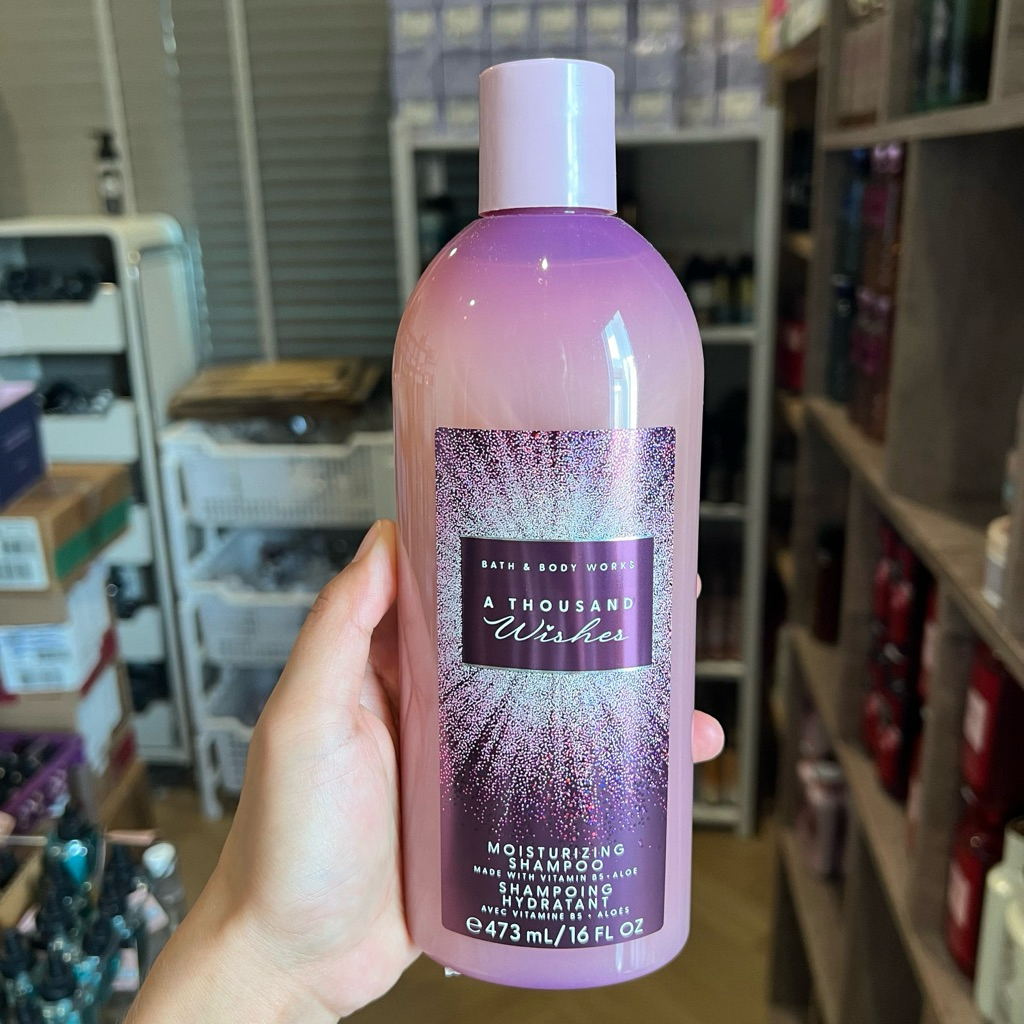 BATH & BODY WORKS
A THOUSAND
Wishes
MOISTURIZING
SHAMPOO
MADE WITH VITAMIN B5 • ALOE
SHAMPOING
HYDRATANT
AVEC VITAMINE B5 • ALOÈS
℮ 473 mL/16 FL OZ